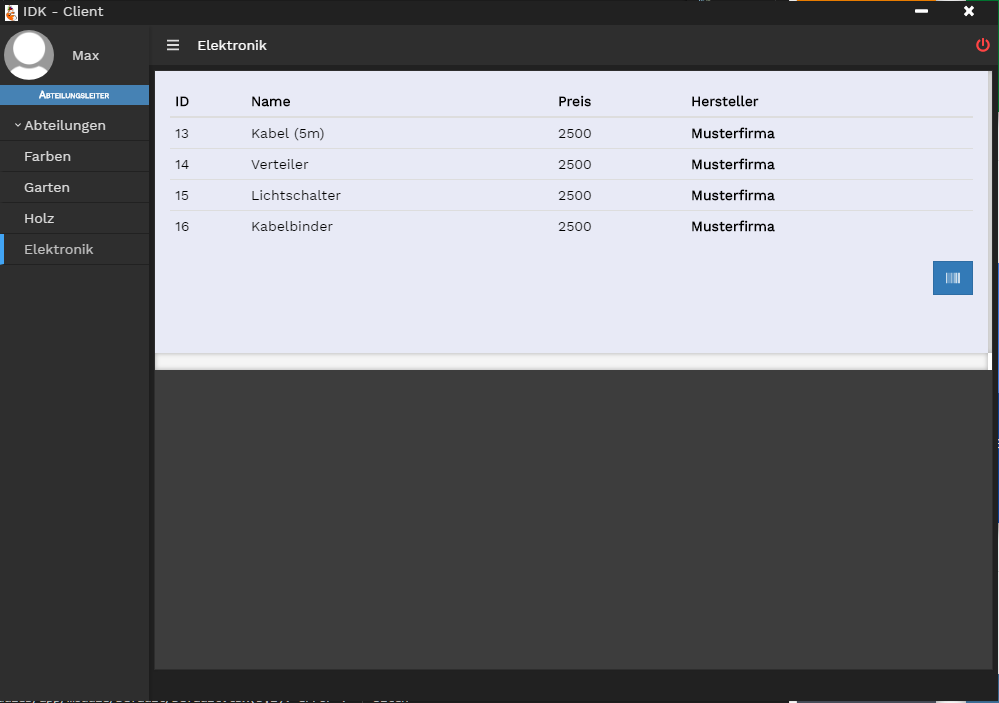 IDK - Client
Max
Abteilungsleiter
Abteilungen
Farben
Garten
Holz
Elektronik
Elektronik
ID Name Preis Hersteller
13 Kabel (5m) 2500 Musterfirma
14 Verteiler 2500 Musterfirma
15 Lichtschalter 2500 Musterfirma
16 Kabelbinder 2500 Musterfirma